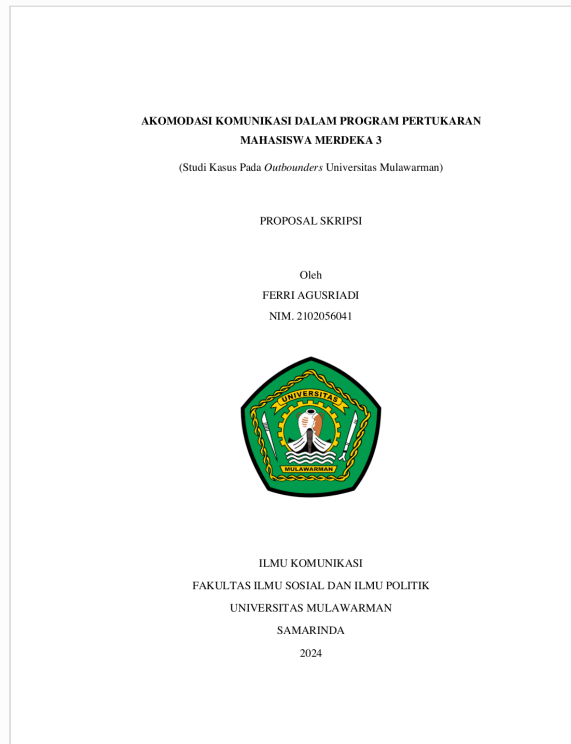 AKOMODASI KOMUNIKASI DALAM PROGRAM PERTUKARAN
MAHASISWA MERDEKA 3
(Studi Kasus Pada Outbounders Universitas Mulawarman)
PROPOSAL SKRIPSI
Oleh
FERRI AGUSRIADI
NIM. 2102056041
UNIVERSITAS
MULAWARMAN
ILMU KOMUNIKASI
FAKULTAS ILMU SOSIAL DAN ILMU POLITIK
UNIVERSITAS MULAWARMAN
SAMARINDA
2024